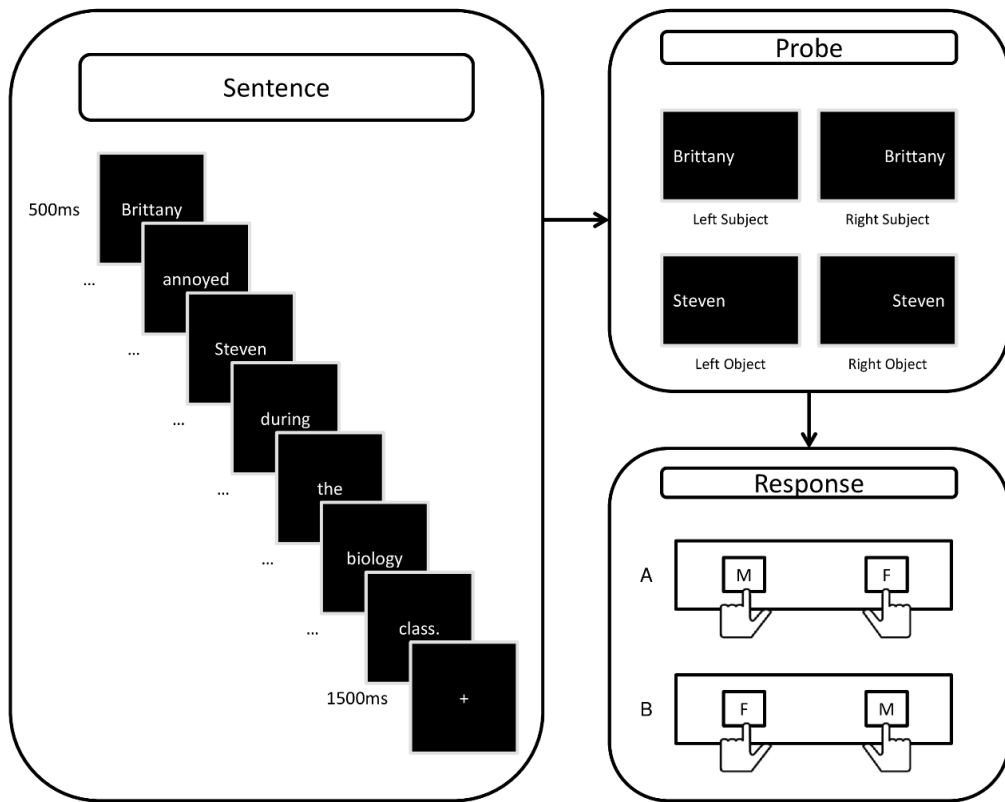 Sentence
500ms
Brittany
...
annoyed
...
Steven
...
during
...
the
...
biology
...
class.
1500ms
+
Probe
Brittany
Brittany
Left Subject
Right Subject
Steven
Steven
Left Object
Right Object
Response
A
M
F
B
F
M